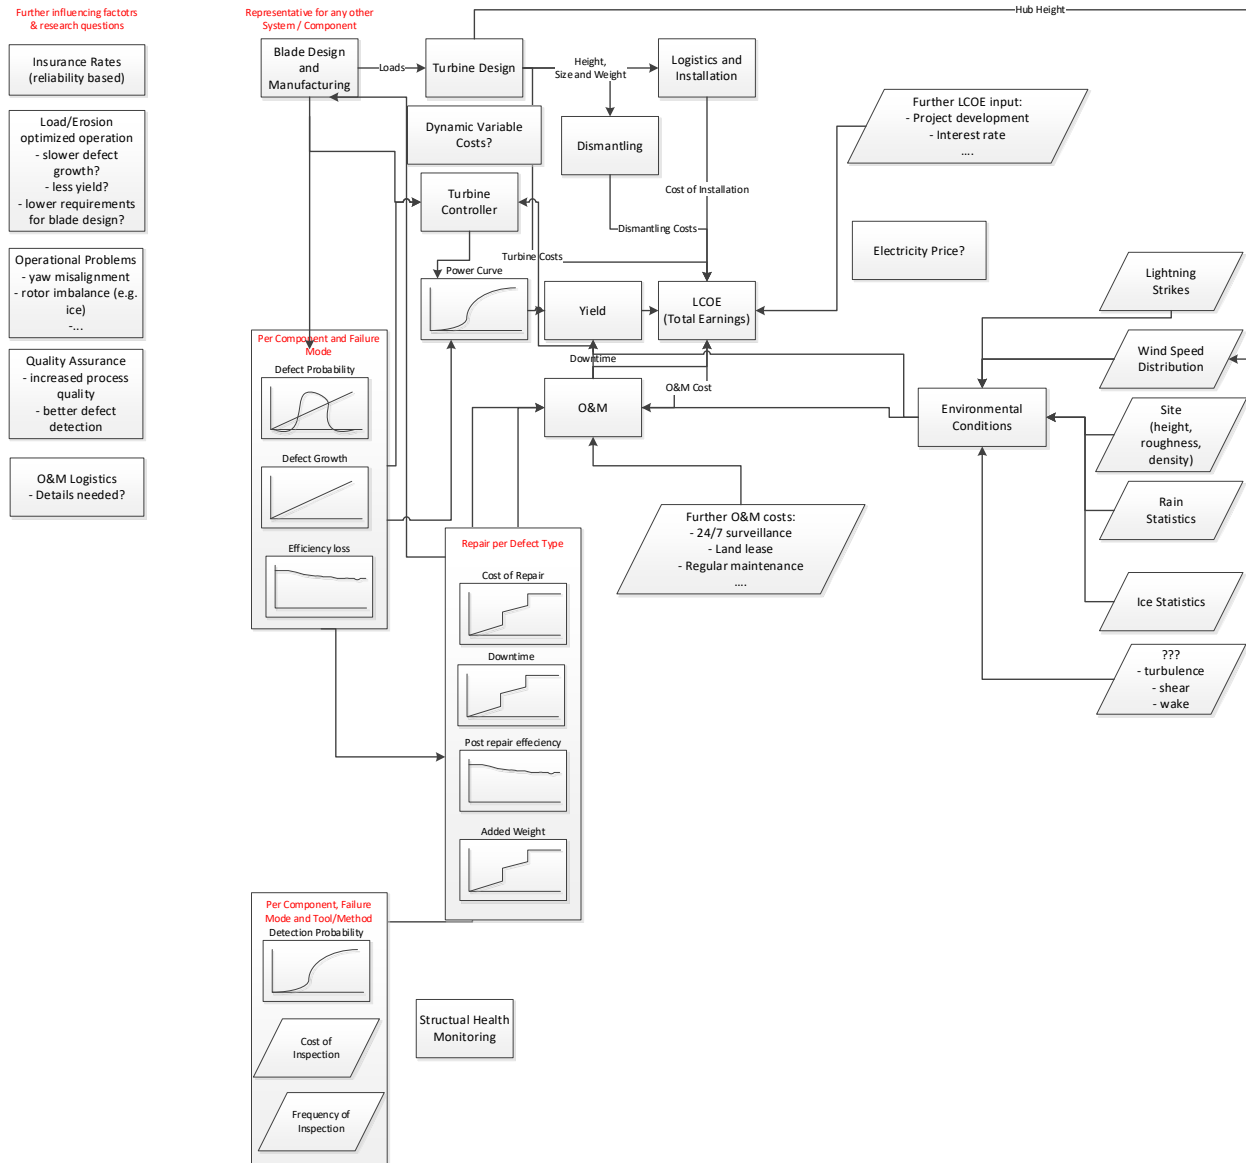 Further influencing factotrs
& research questions
Insurance Rates
(reliability based)
Load/Erosion
optimized operation
- slower defect
growth?
- less yield?
- lower requirements
for blade design?
Operational Problems
- yaw misalignment
- rotor imbalance (e.g.
ice)
-...
Quality Assurance
- increased process
quality
- better defect
detection
O&M Logistics
- Details needed?
Representative for any other
System / Component
Blade Design
and
Manufacturing
Loads
Turbine Design
Height,
Size and Weight
Logistics and
Installation
Hub Height
Dynamic Variable
Costs?
Dismantling
Further LCOE input:
- Project development
- Interest rate
....
Turbine
Controller
Cost of Installation
Dismantling Costs
Turbine Costs
Electricity Price?
Power Curve
Yield
LCOE
(Total Earnings)
Lightning
Strikes
Wind Speed
Distribution
Site
(height,
roughness,
density)
Rain
Statistics
Ice Statistics
???
- turbulence
- shear
- wake
Environmental
Conditions
Downtime
O&M Cost
O&M
Further O&M costs:
- 24/7 surveillance
- Land lease
- Regular maintenance
....
Per Component and Failure
Mode
Defect Probability
Defect Growth
Efficiency loss
Repair per Defect Type
Cost of Repair
Downtime
Post repair effeciency
Added Weight
Per Component, Failure
Mode and Tool/Method
Detection Probability
Cost of
Inspection
Frequency of
Inspection
Structual Health
Monitoring